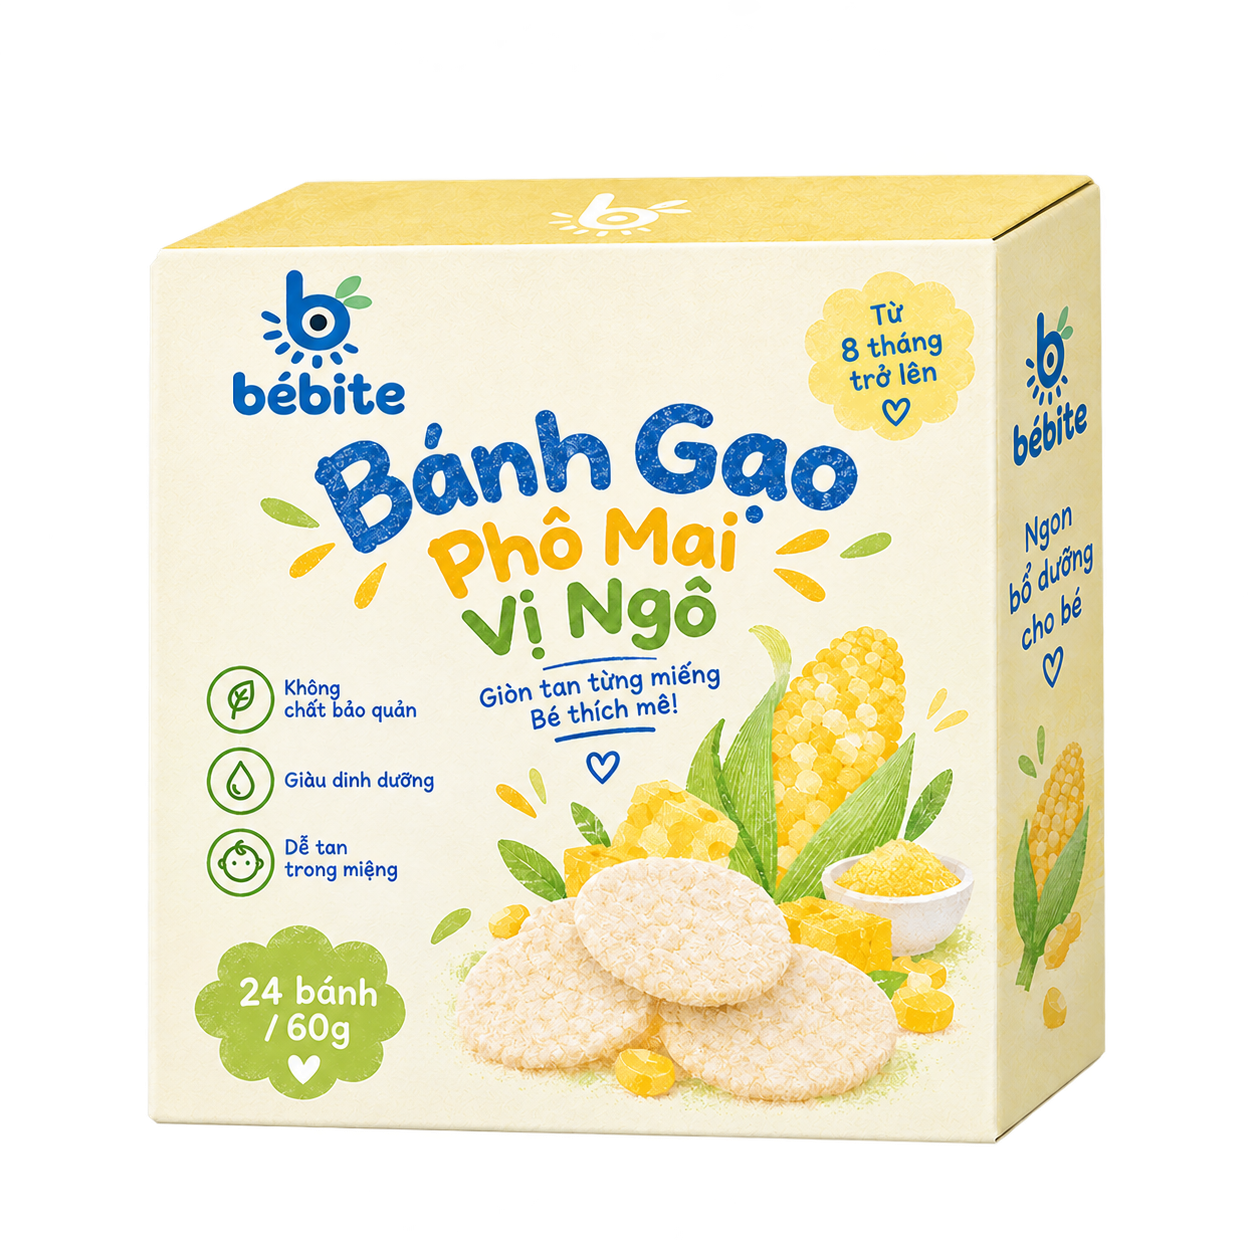 bébite
Từ
8 tháng
trở lên
Bánh Gạo
Phô Mai
Vị Ngô
Giòn tan từng miếng
Bé thích mê!
Không
chất bảo quản
Giàu dinh dưỡng
Dễ tan
trong miệng
24 bánh
/ 60g
bébite
Ngon
bổ dưỡng
cho bé